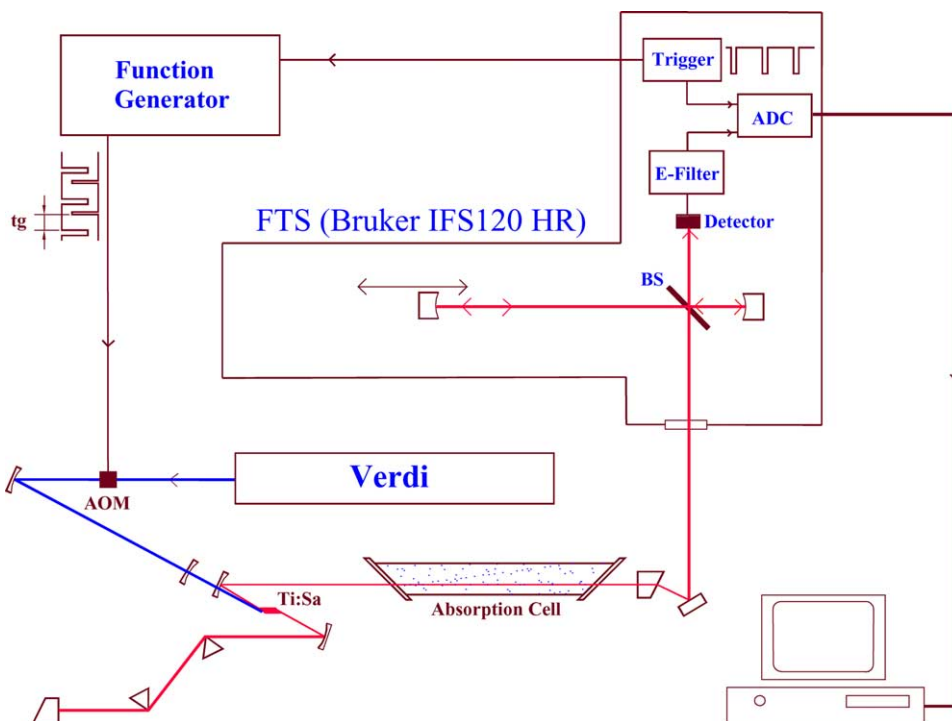 Function
Generator
Trigger
ADC
E-Filter
tg
FTS (Bruker IFS120 HR)
Detector
BS
Verdi
AOM
Ti:Sa
Absorption Cell